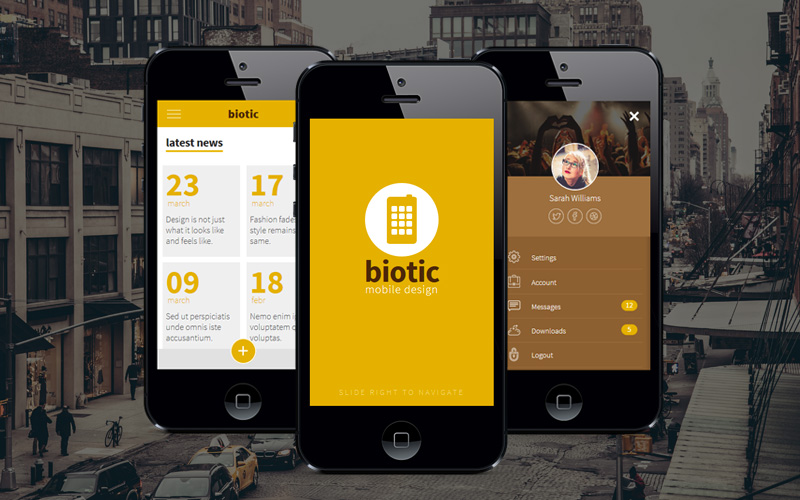 biotic
latest news
23
march
Design is not just
what it looks like
and feels like.
17
march
Fashion fade
style remains
same.
09
march
Sed ut perspiciatis
unde omnis iste
accusantium.
18
febr
Nemo enim ip
voluptatem q
voluptas.
+
biotic
mobile design
SLIDE RIGHT TO NAVIGATE
Sarah Williams
Settings
Account
Messages 12
Downloads 5
Logout